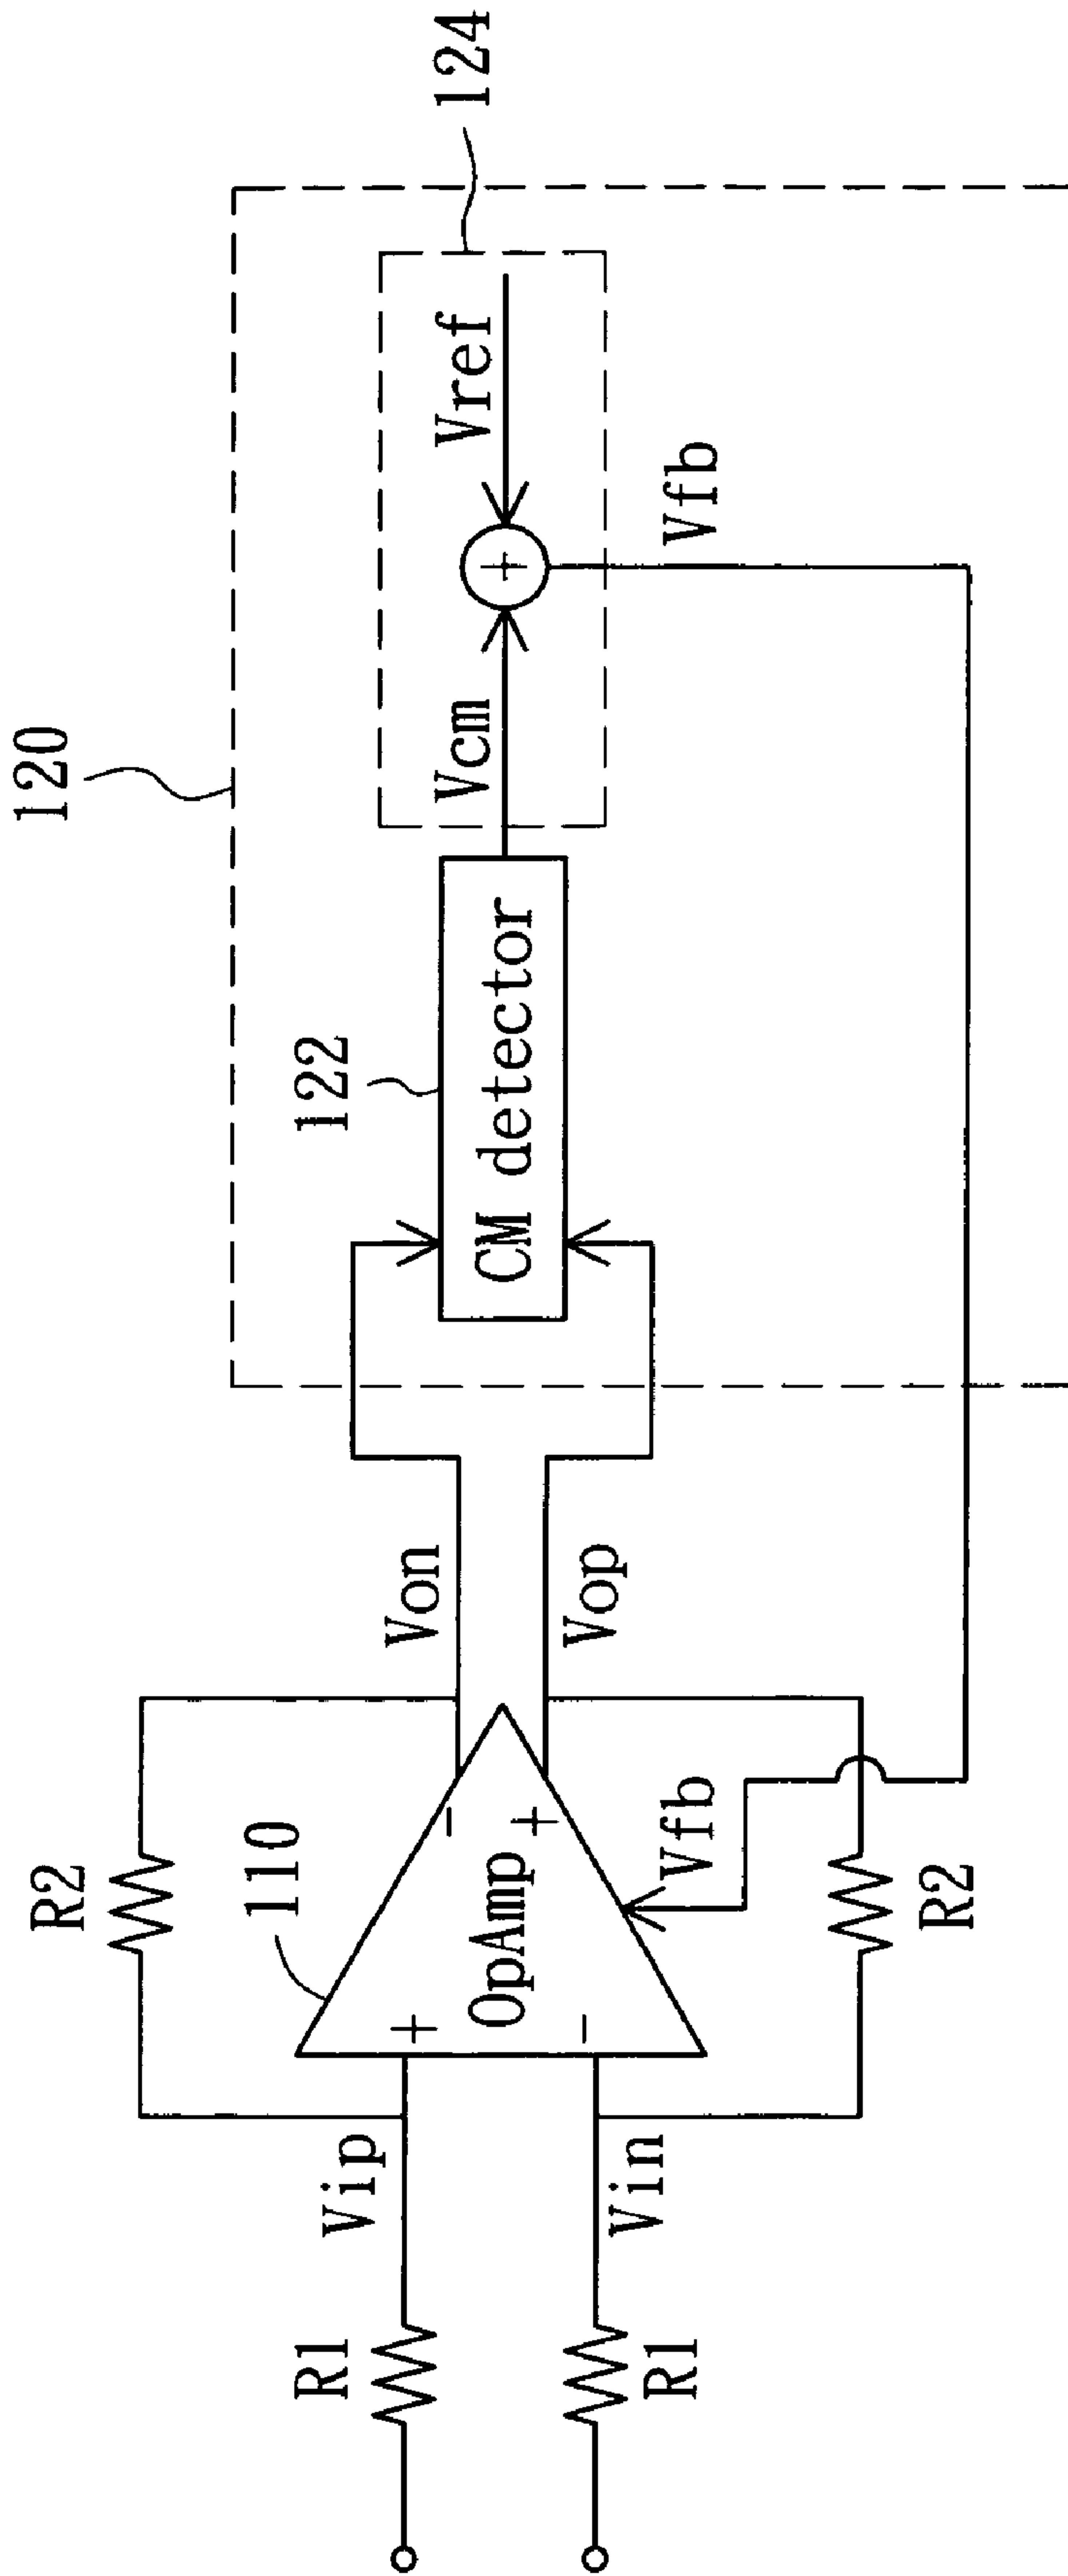 120
124
122
CM detector
Vcm
Vref
Vfb
R2
110
Von
Vop
OpAmp
+
-
-
+
+
Vfb
R2
Vip
Vin
R1
R1